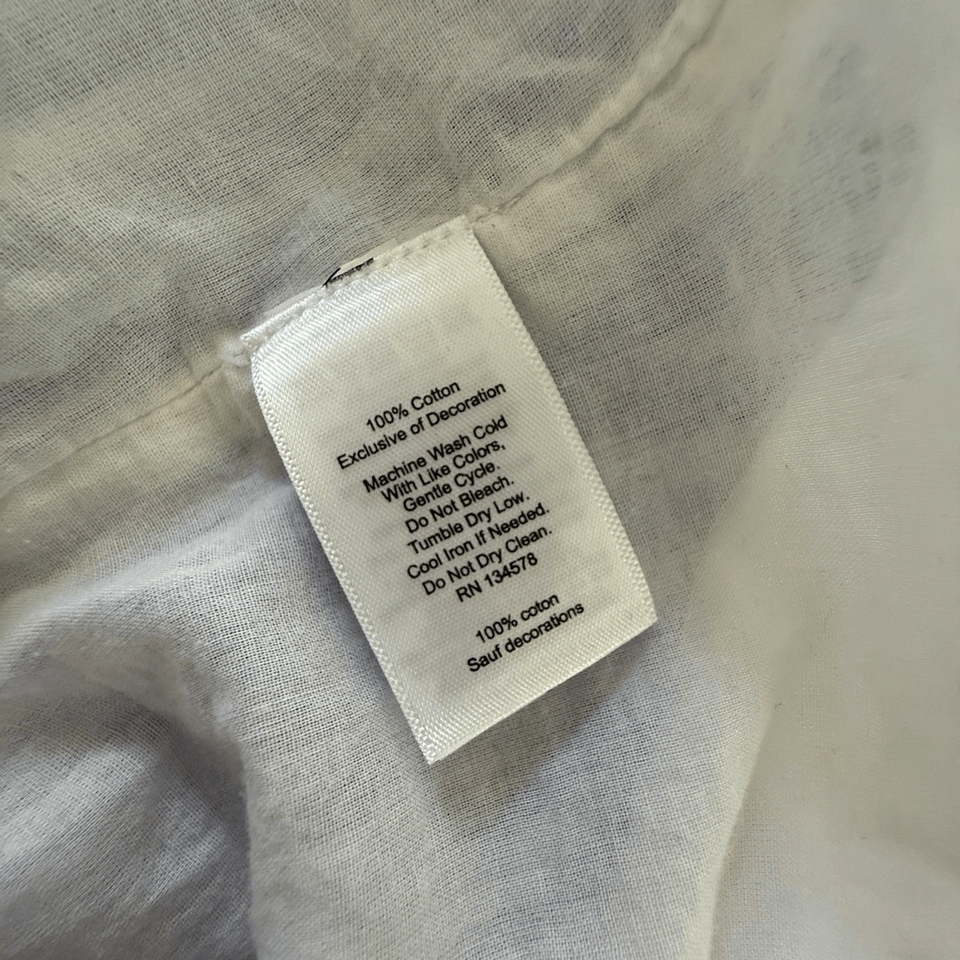 100% Cotton
Exclusive of Decoration
Machine Wash Cold
With Like Colors,
Gentle Cycle.
Do Not Bleach.
Tumble Dry Low.
Cool Iron If Needed.
Do Not Dry Clean.
RN 134578
100% coton
Sauf decorations